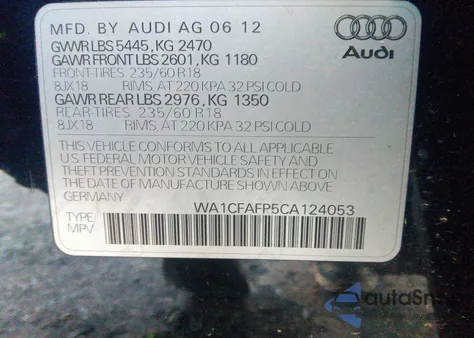 MFD. BY AUDI AG 06 12
GVWR LBS 5445, KG 2470
GAWR FRONT LBS 2601, KG 1180
FRONT-TIRES 235/60 R18
8JX18 RIMS, AT 220 KPA 32 PSI COLD
GAWR REAR LBS 2976, KG 1350
REAR-TIRES 235/60 R18
8JX18 RIMS, AT 220 KPA 32 PSI COLD
Audi
THIS VEHICLE CONFORMS TO ALL APPLICABLE
US FEDERAL MOTOR VEHICLE SAFETY AND
THEFT PREVENTION STANDARDS IN EFFECT ON
THE DATE OF MANUFACTURE SHOWN ABOVE.
GERMANY
WA1CFAFP5CA124053
TYPE
MPV